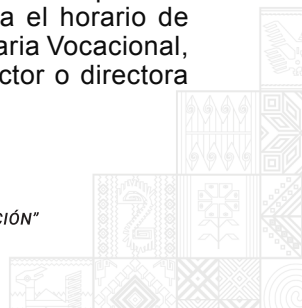 a el horario de
aria Vocacional,
ctor o directora
CIÓN"